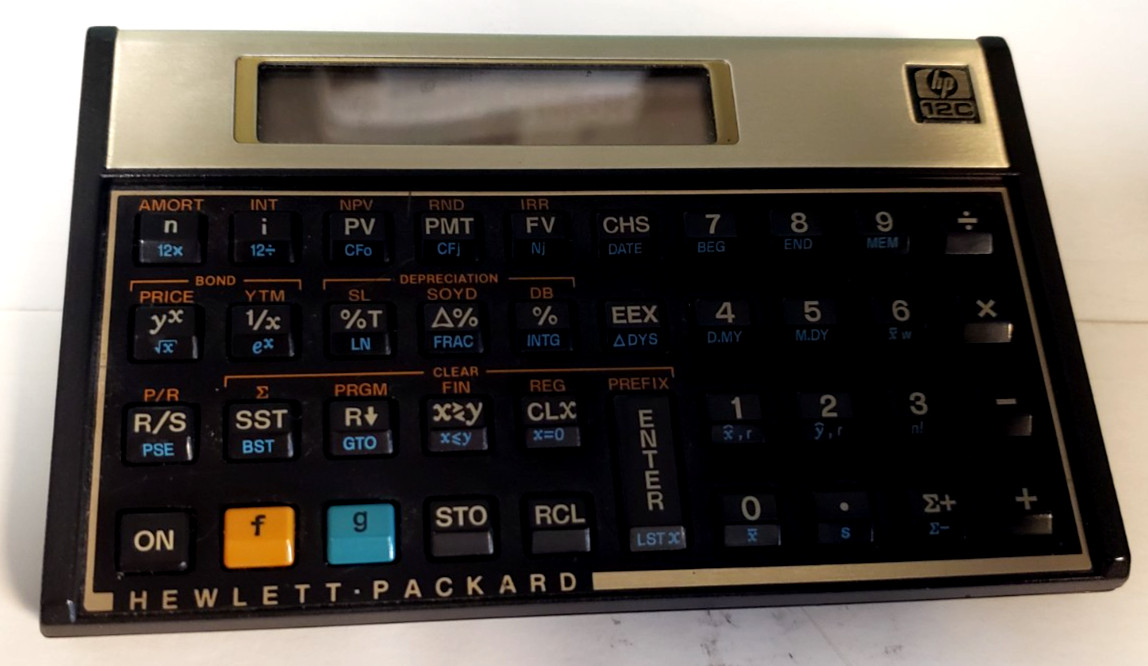 hp
12C
AMORT INT NPV RND IRR
n i PV PMT FV CHS 7 8 9 ÷
12× 12÷ CFo CFj Nj DATE BEG END MEM
BOND DEPRECIATION
PRICE YTM SL SOYD DB
yˣ 1/x %T Δ% % EEX 4 5 6 ×
√x eˣ LN FRAC INTG ΔDYS D.MY M.DY x̄w
CLEAR
P/R Σ PRGM FIN REG PREFIX
R/S SST R↓ x≷y CLx ENTER 1 2 3 −
PSE BST GTO x≤y x=0 x̂,r ŷ,r n!
ON f g STO RCL 0 · Σ+ +
LST x x̄ s Σ−
HEWLETT·PACKARD